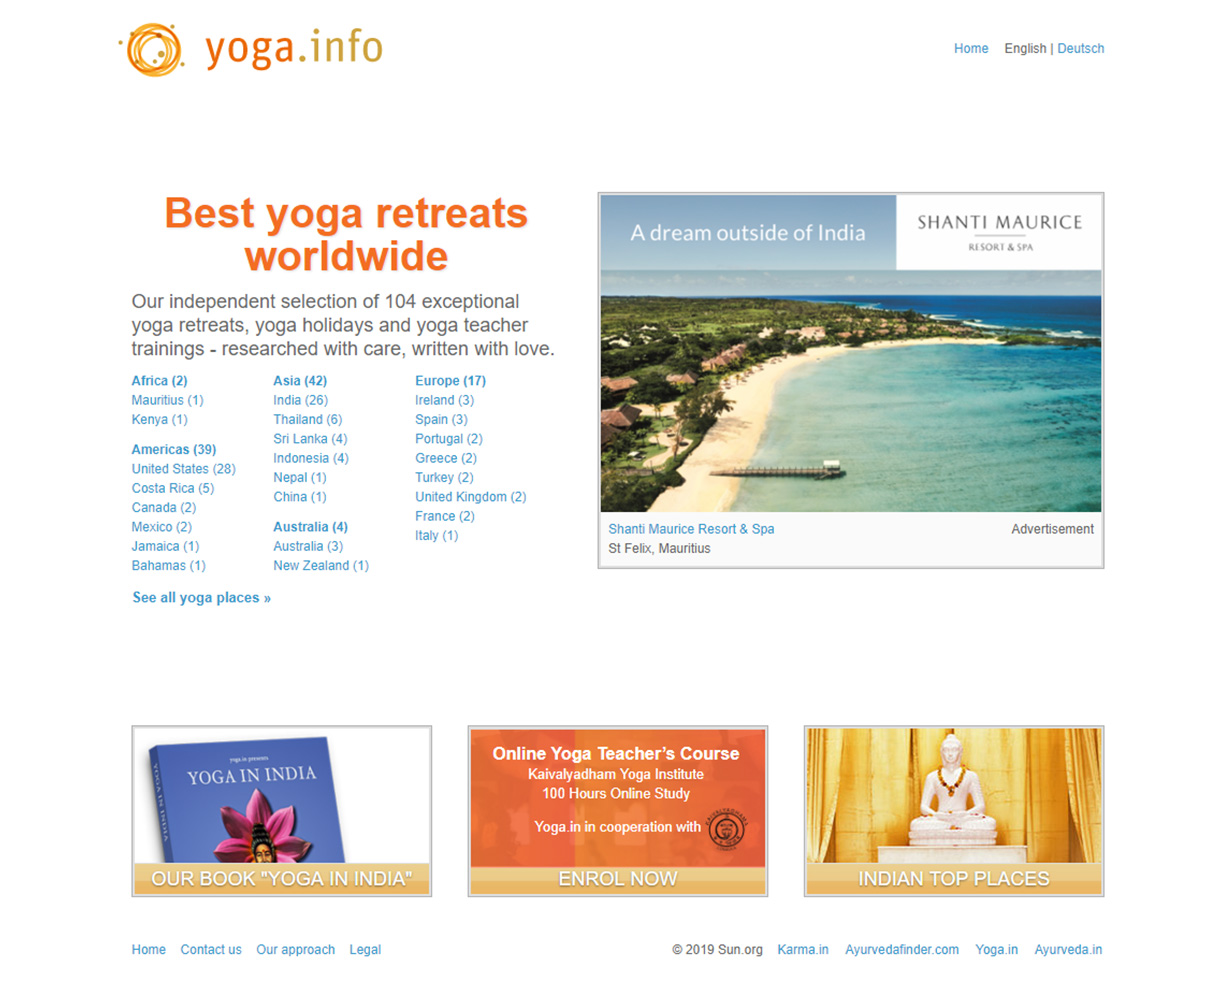 yoga.info
Home English | Deutsch
Best yoga retreats
worldwide
Our independent selection of 104 exceptional
yoga retreats, yoga holidays and yoga teacher
trainings - researched with care, written with love.
Africa (2)
Mauritius (1)
Kenya (1)
Americas (39)
United States (28)
Costa Rica (5)
Canada (2)
Mexico (2)
Jamaica (1)
Bahamas (1)
Asia (42)
India (26)
Thailand (6)
Sri Lanka (4)
Indonesia (4)
Nepal (1)
China (1)
Australia (4)
Australia (3)
New Zealand (1)
Europe (17)
Ireland (3)
Spain (3)
Portugal (2)
Greece (2)
Turkey (2)
United Kingdom (2)
France (2)
Italy (1)
See all yoga places »
A dream outside of India
SHANTI MAURICE
RESORT & SPA
Shanti Maurice Resort & Spa
Advertisement
St Felix, Mauritius
yoga.in presents
YOGA IN INDIA
YOGA IN INDIA
OUR BOOK "YOGA IN INDIA"
Online Yoga Teacher's Course
Kaivalyadham Yoga Institute
100 Hours Online Study
Yoga.in in cooperation with
ENROL NOW
INDIAN TOP PLACES
Home Contact us Our approach Legal
© 2019 Sun.org Karma.in Ayurvedafinder.com Yoga.in Ayurveda.in